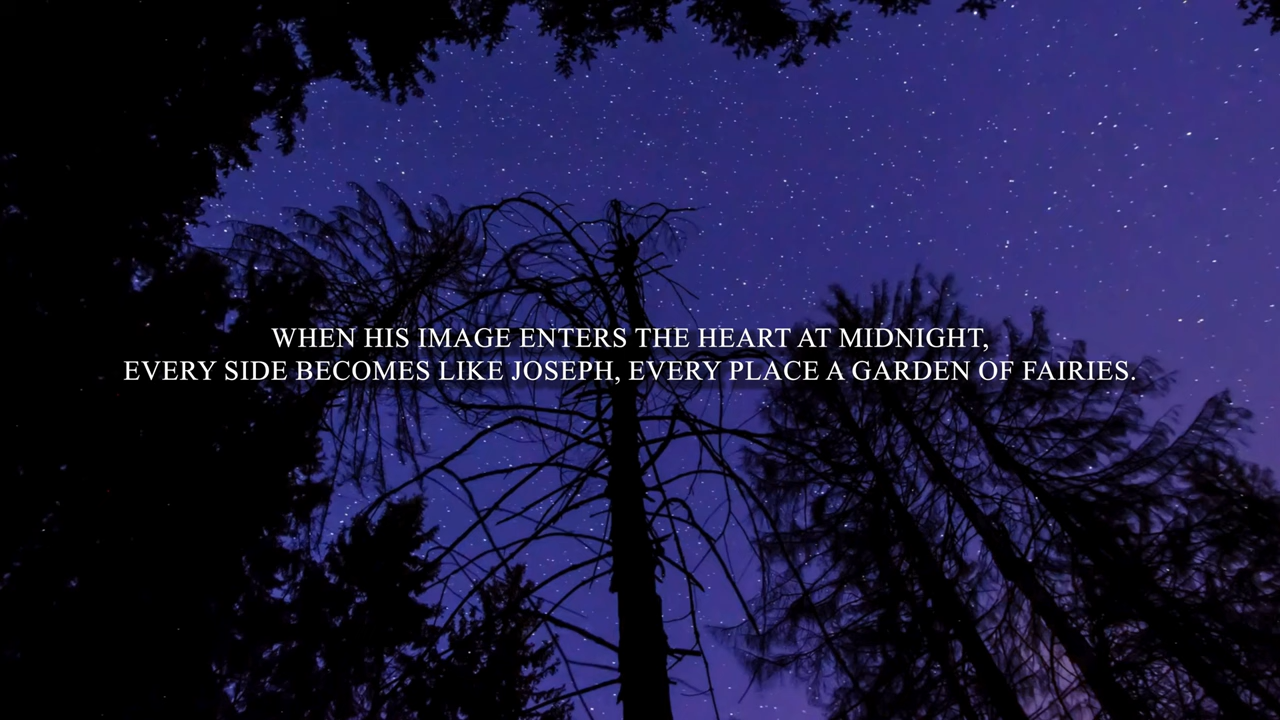 WHEN HIS IMAGE ENTERS THE HEART AT MIDNIGHT,
EVERY SIDE BECOMES LIKE JOSEPH, EVERY PLACE A GARDEN OF FAIRIES.